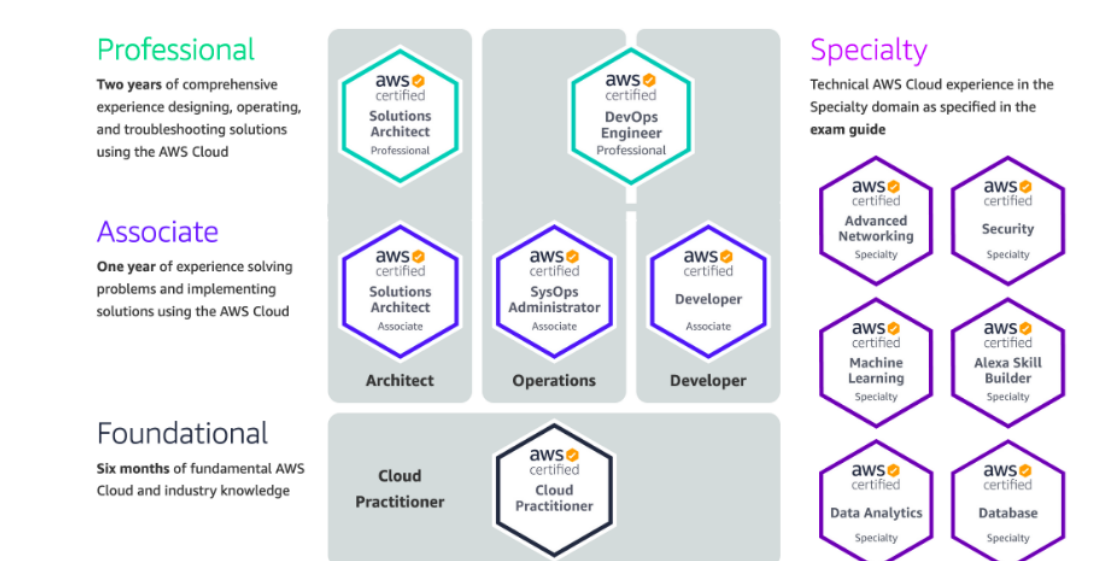 Professional
Two years of comprehensive
experience designing, operating,
and troubleshooting solutions
using the AWS Cloud
aws
certified
Solutions
Architect
Professional
aws
certified
DevOps
Engineer
Professional
Associate
One year of experience solving
problems and implementing
solutions using the AWS Cloud
aws
certified
Solutions
Architect
Associate
Architect
aws
certified
SysOps
Administrator
Associate
Operations
aws
certified
Developer
Associate
Developer
Foundational
Six months of fundamental AWS
Cloud and industry knowledge
Cloud
Practitioner
aws
certified
Cloud
Practitioner
Specialty
Technical AWS Cloud experience in the
Specialty domain as specified in the
exam guide
aws
certified
Advanced
Networking
Specialty
aws
certified
Security
Specialty
aws
certified
Machine
Learning
Specialty
aws
certified
Alexa Skill
Builder
Specialty
aws
certified
Data Analytics
Specialty
aws
certified
Database
Specialty